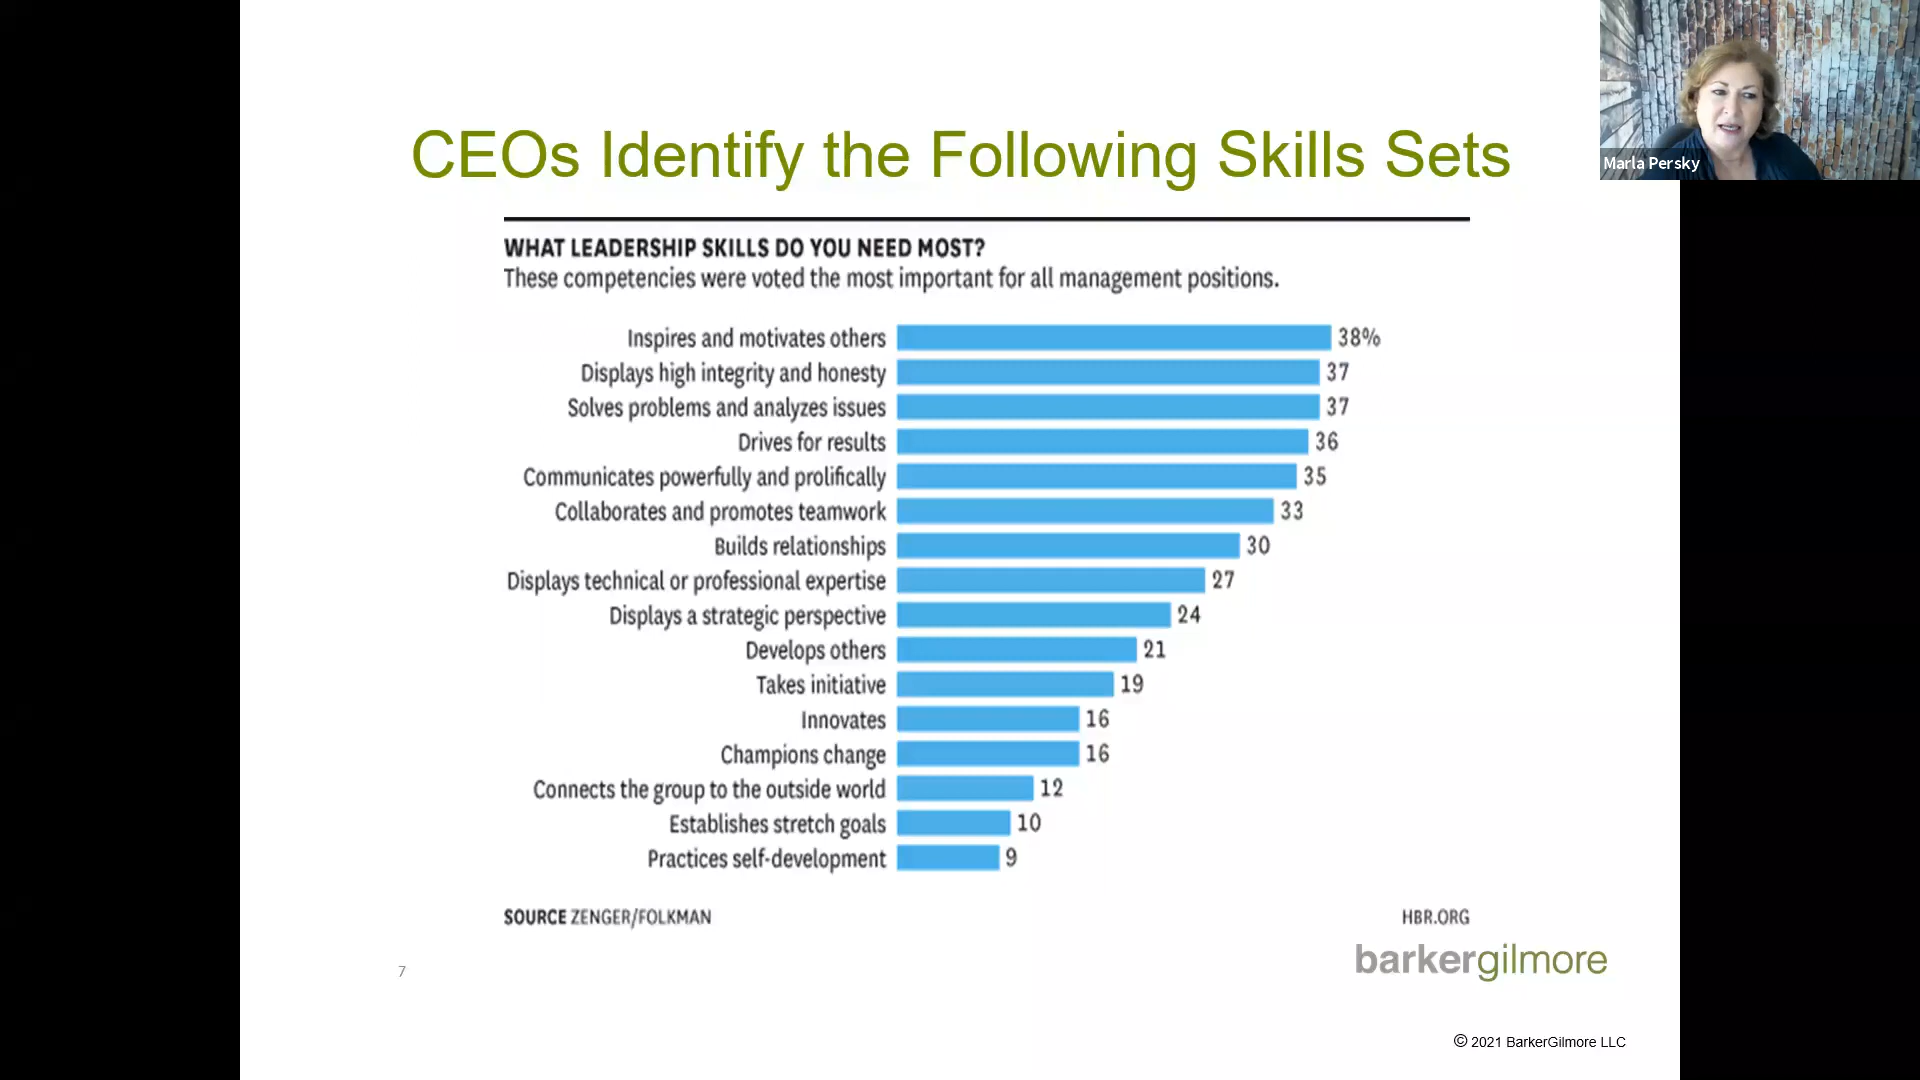 CEOs Identify the Following Skills Sets
Marla Persky
WHAT LEADERSHIP SKILLS DO YOU NEED MOST?
These competencies were voted the most important for all management positions.
Inspires and motivates others 38%
Displays high integrity and honesty 37
Solves problems and analyzes issues 37
Drives for results 36
Communicates powerfully and prolifically 35
Collaborates and promotes teamwork 33
Builds relationships 30
Displays technical or professional expertise 27
Displays a strategic perspective 24
Develops others 21
Takes initiative 19
Innovates 16
Champions change 16
Connects the group to the outside world 12
Establishes stretch goals 10
Practices self-development 9
SOURCE ZENGER/FOLKMAN HBR.ORG
barkergilmore
7
© 2021 BarkerGilmore LLC